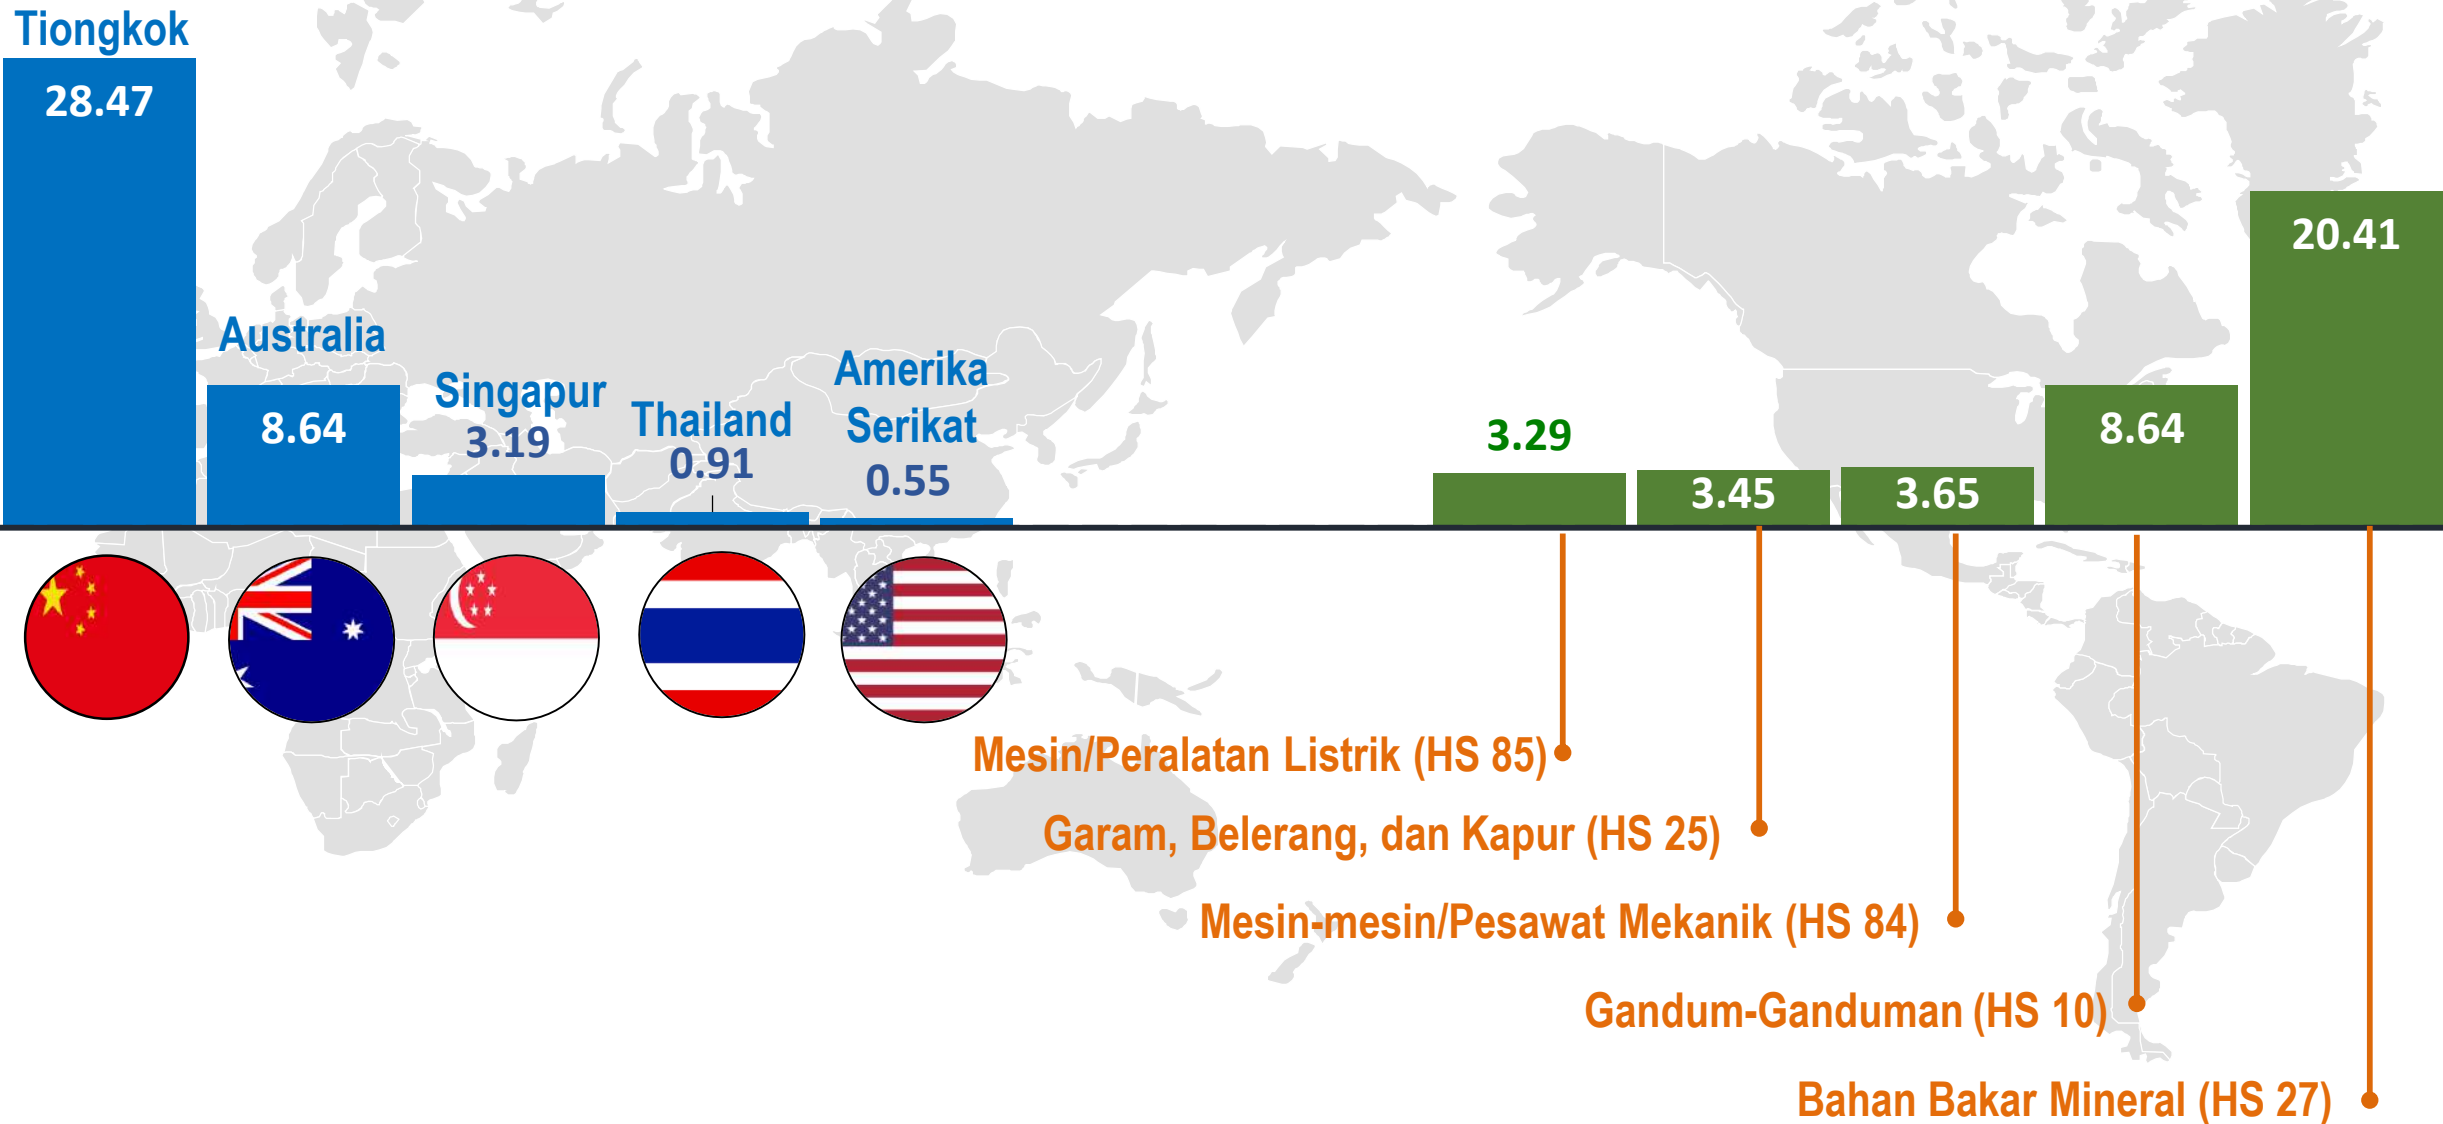 Tiongkok
28.47
Australia
8.64
Singapur
3.19
Thailand
0.91
Amerika
Serikat
0.55
3.29
3.45
3.65
8.64
20.41
Mesin/Peralatan Listrik (HS 85)
Garam, Belerang, dan Kapur (HS 25)
Mesin-mesin/Pesawat Mekanik (HS 84)
Gandum-Ganduman (HS 10)
Bahan Bakar Mineral (HS 27)